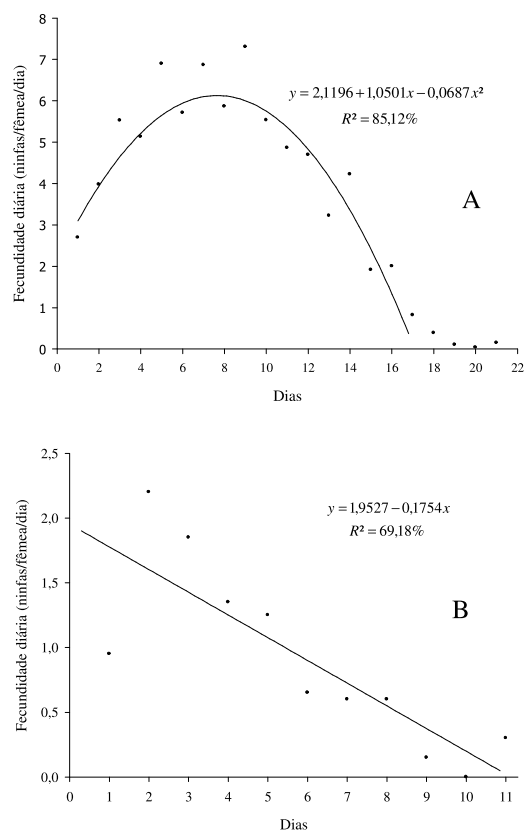 8
7
6
5
4
3
2
1
0
Fecundidade diária (ninfas/fêmea/dia)
y = 2,1196 + 1,0501x − 0,0687x²
R² = 85,12%
A
0 2 4 6 8 10 12 14 16 18 20 22
Dias
2,5
2,0
1,5
1,0
0,5
0,0
Fecundidade diária (ninfas/fêmea/dia)
y = 1,9527 − 0,1754x
R² = 69,18%
B
0 1 2 3 4 5 6 7 8 9 10 11
Dias